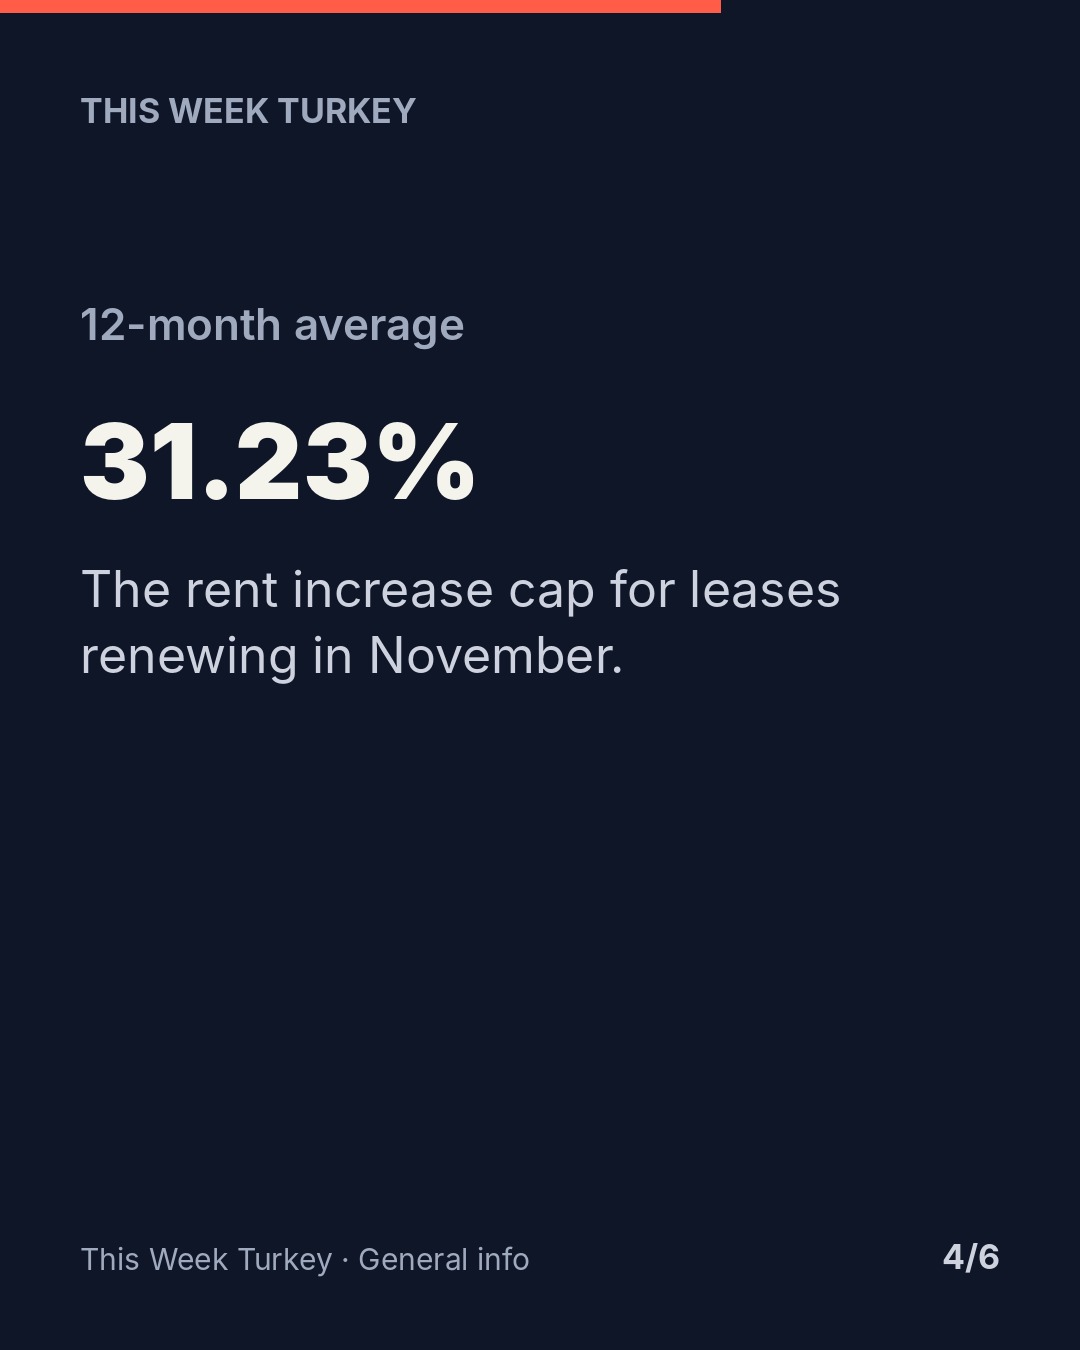 THIS WEEK TURKEY
12-month average
31.23%
The rent increase cap for leases
renewing in November.
This Week Turkey · General info
4/6